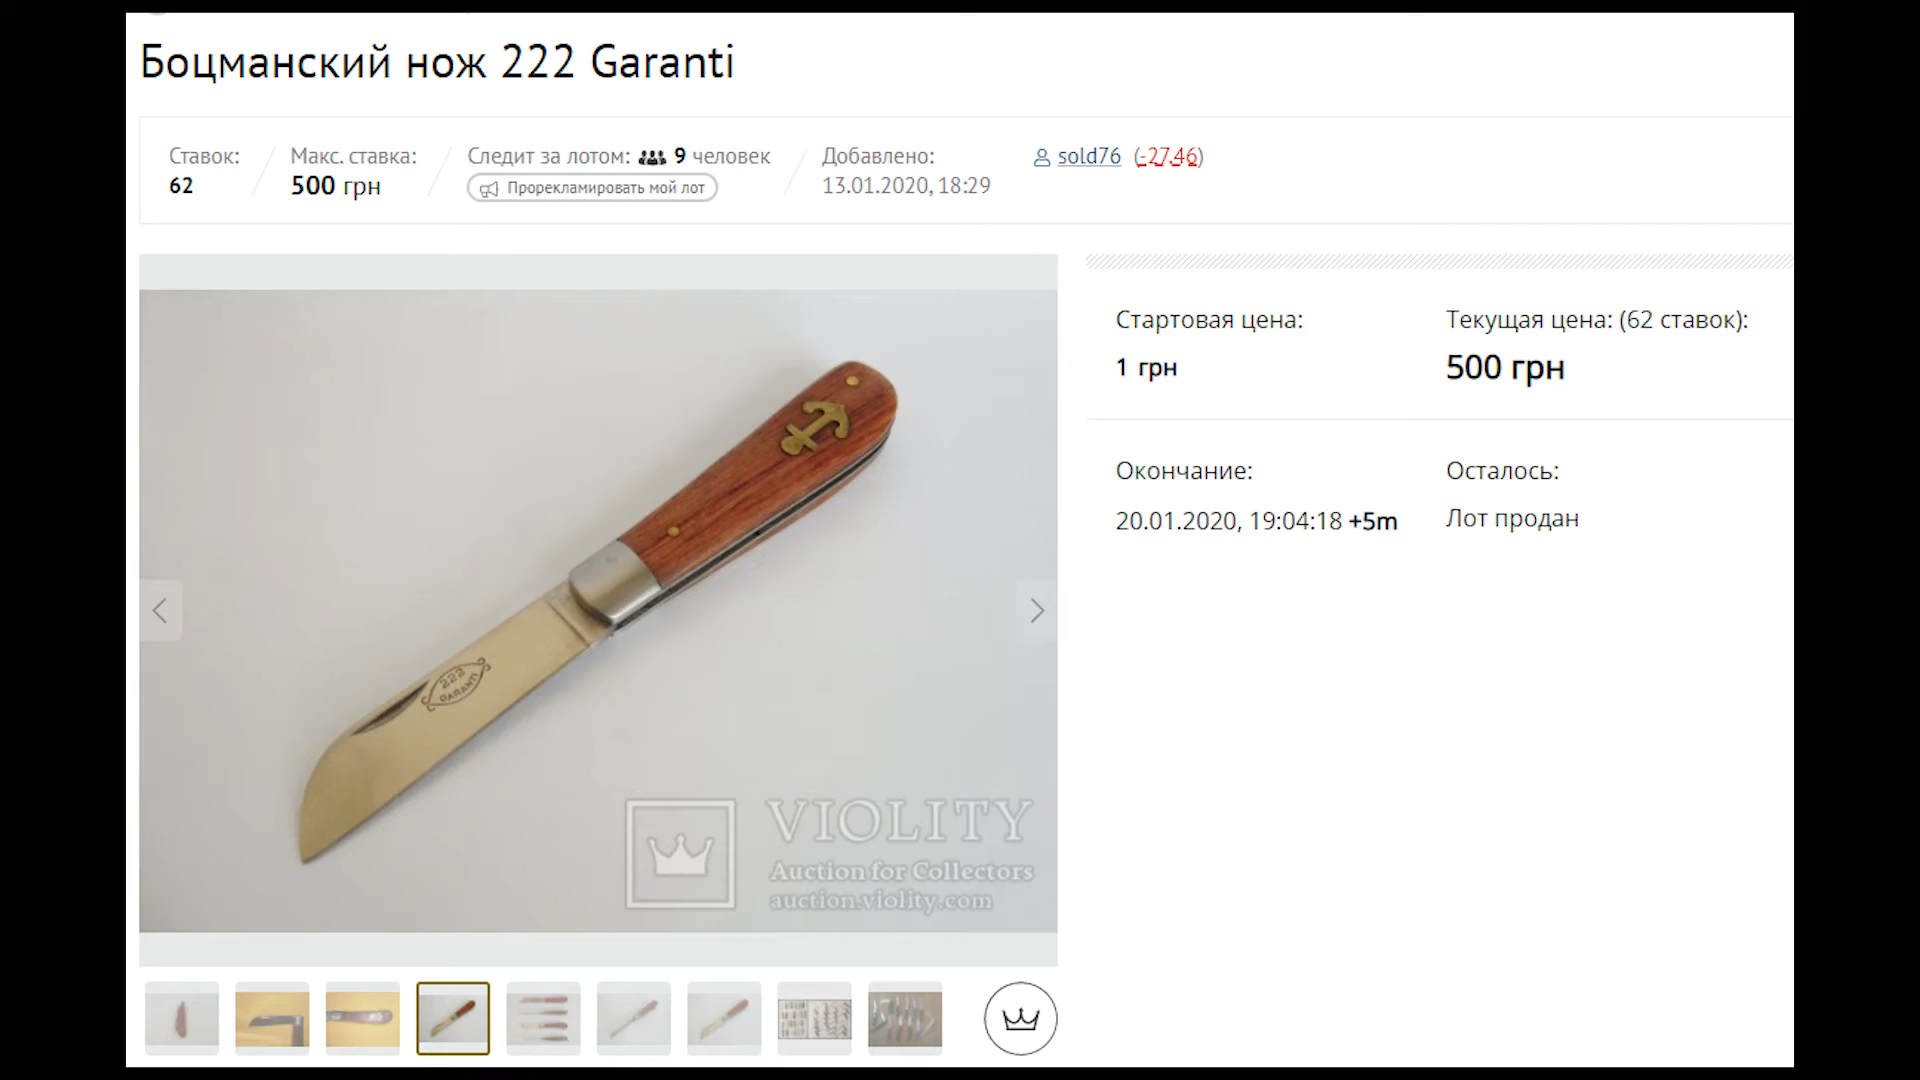 Боцманский нож 222 Garanti
Ставок:
62
Макс. ставка:
500 грн
Следит за лотом: 9 человек
Прорекламировать мой лот
Добавлено:
13.01.2020, 18:29
sold76 (-27.46)
222
GARANTI
VIOLITY
Auction for Collectors
auction.violity.com
Стартовая цена:
1 грн
Текущая цена: (62 ставок):
500 грн
Окончание:
20.01.2020, 19:04:18 +5m
Осталось:
Лот продан